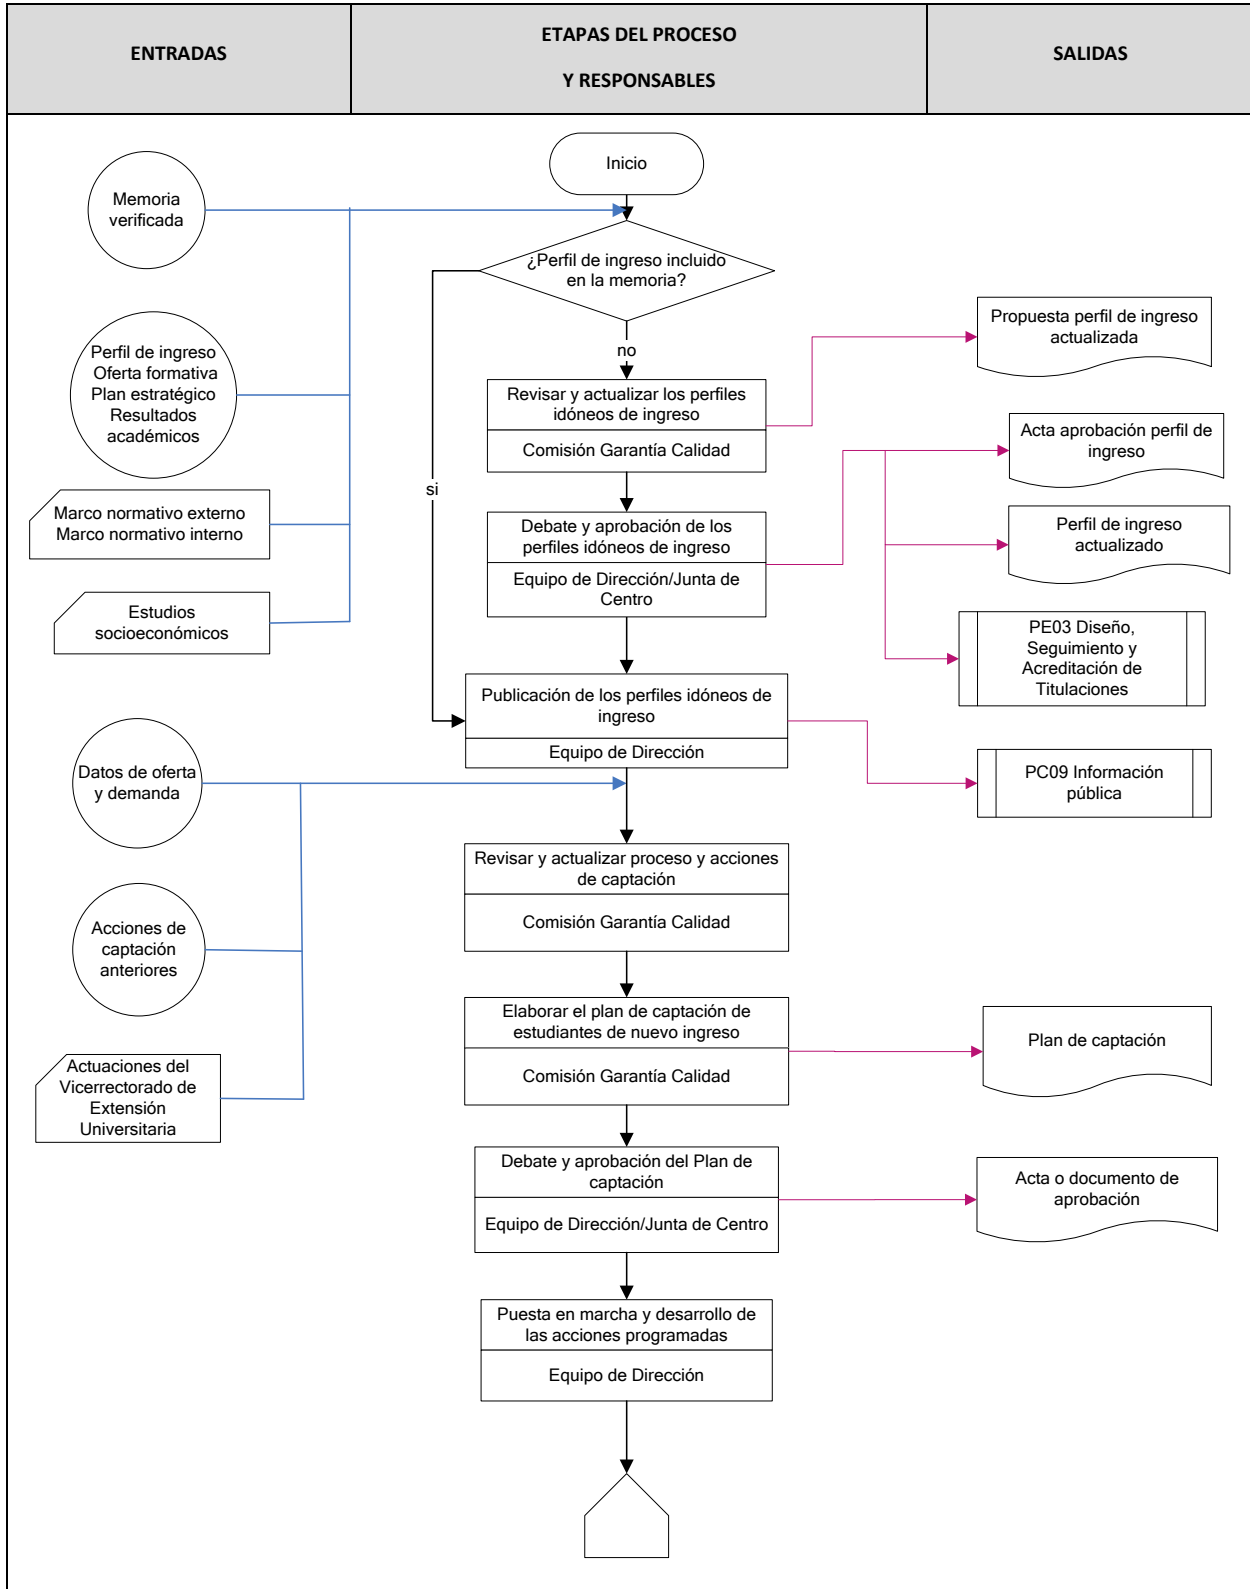 ENTRADAS
ETAPAS DEL PROCESO
Y RESPONSABLES
SALIDAS
Inicio
Memoria
verificada
¿Perfil de ingreso incluido
en la memoria?
no
si
Perfil de ingreso
Oferta formativa
Plan estratégico
Resultados
académicos
Propuesta perfil de ingreso
actualizada
Revisar y actualizar los perfiles
idóneos de ingreso
Comisión Garantía Calidad
Acta aprobación perfil de
ingreso
Marco normativo externo
Marco normativo interno
Debate y aprobación de los
perfiles idóneos de ingreso
Equipo de Dirección/Junta de
Centro
Perfil de ingreso
actualizado
Estudios
socioeconómicos
PE03 Diseño,
Seguimiento y
Acreditación de
Titulaciones
Publicación de los perfiles idóneos de
ingreso
Equipo de Dirección
Datos de oferta
y demanda
PC09 Información
pública
Revisar y actualizar proceso y acciones
de captación
Comisión Garantía Calidad
Acciones de
captación
anteriores
Elaborar el plan de captación de
estudiantes de nuevo ingreso
Comisión Garantía Calidad
Plan de captación
Actuaciones del
Vicerrectorado de
Extensión
Universitaria
Debate y aprobación del Plan de
captación
Equipo de Dirección/Junta de Centro
Acta o documento de
aprobación
Puesta en marcha y desarrollo de
las acciones programadas
Equipo de Dirección